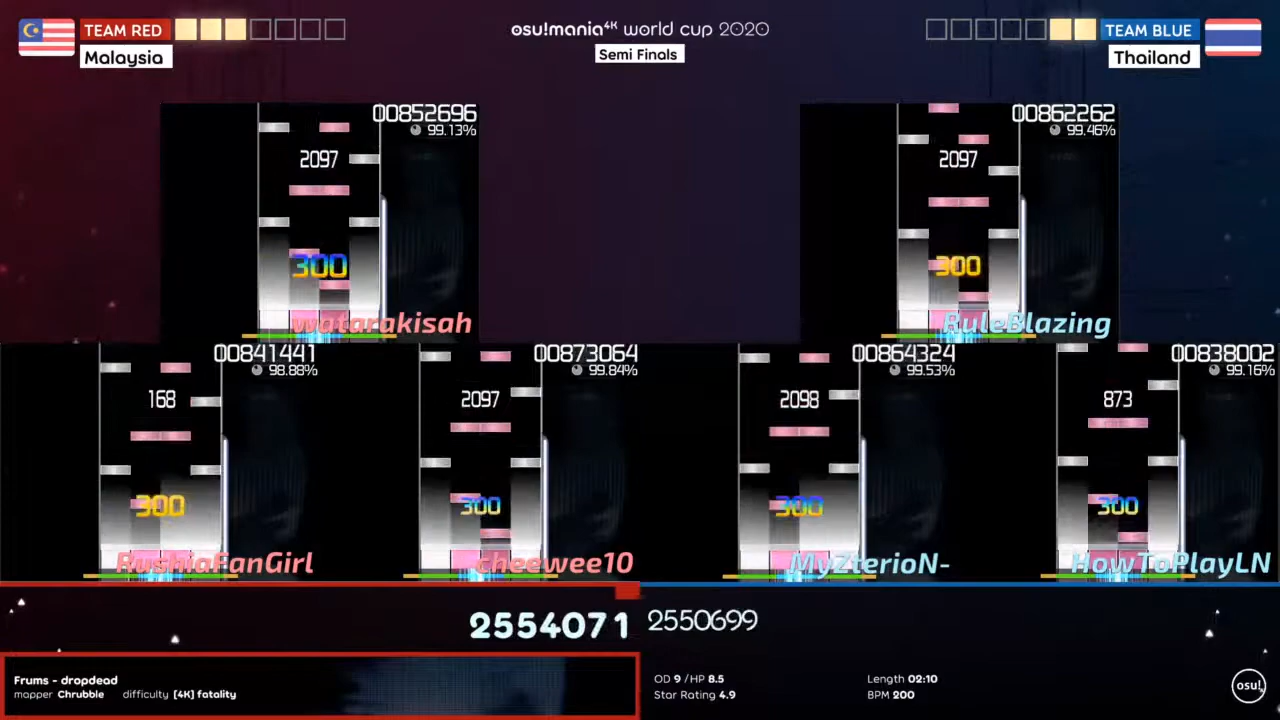 TEAM RED
Malaysia
osu!mania4K world cup 2020
Semi Finals
TEAM BLUE
Thailand
00852696
99.13%
2097
300
watarakisah
00862262
99.46%
2097
300
RuleBlazing
00841441
98.88%
168
300
RushiaFanGirl
00873064
99.84%
2097
300
cheewee10
00864324
99.53%
2098
300
MyZterioN-
00838002
99.16%
873
300
HowToPlayLN
2554071
2550699
Frums - dropdead
mapper Chrubble difficulty [4K] fatality
OD 9 / HP 8.5
Star Rating 4.9
Length 02:10
BPM 200
osu!